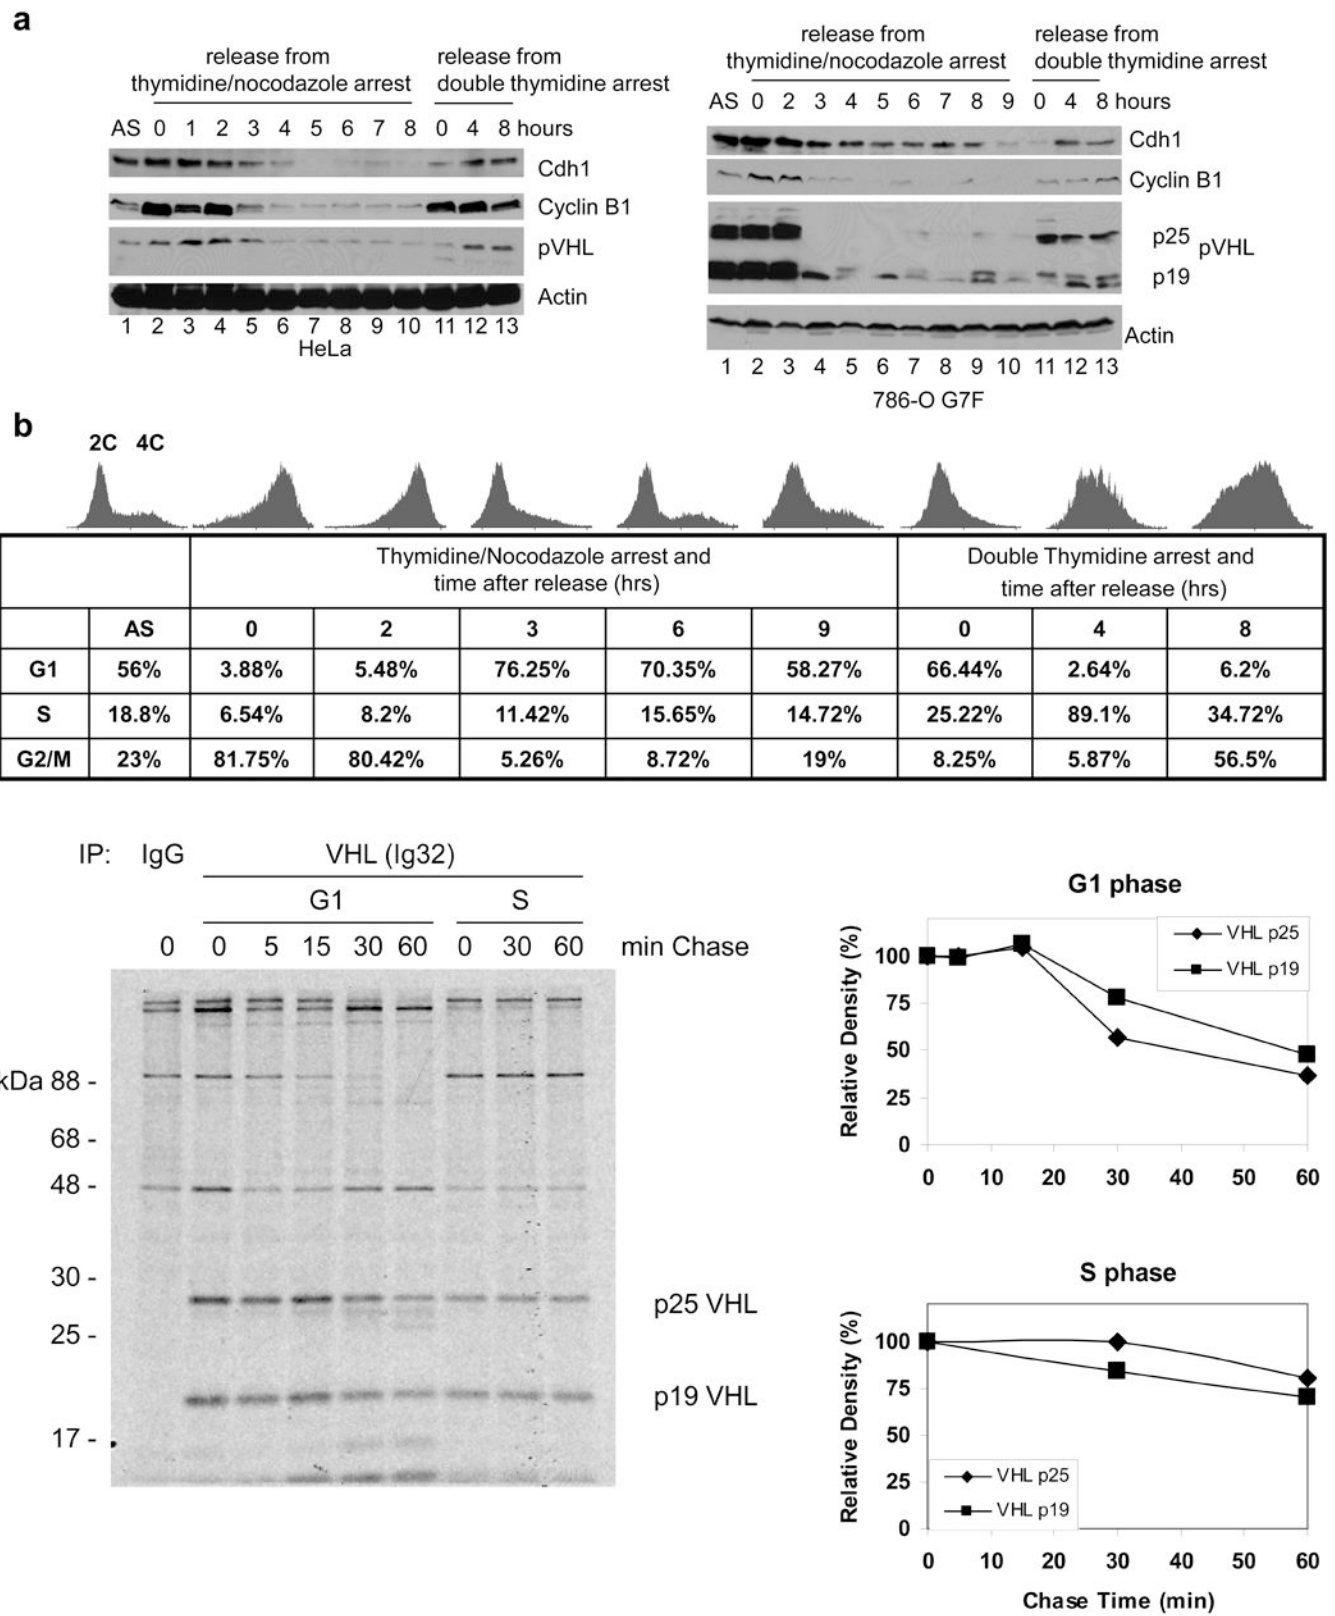 a
release from
thymidine/nocodazole arrest
release from
double thymidine arrest
AS 0 1 2 3 4 5 6 7 8 0 4 8 hours
Cdh1
Cyclin B1
pVHL
Actin
1 2 3 4 5 6 7 8 9 10 11 12 13
HeLa
release from
thymidine/nocodazole arrest
release from
double thymidine arrest
AS 0 2 3 4 5 6 7 8 9 0 4 8 hours
Cdh1
Cyclin B1
p25
pVHL
p19
Actin
1 2 3 4 5 6 7 8 9 10 11 12 13
786-O G7F
b
2C 4C
Thymidine/Nocodazole arrest and
time after release (hrs)
Double Thymidine arrest and
time after release (hrs)
AS 0 2 3 6 9 0 4 8
G1 56% 3.88% 5.48% 76.25% 70.35% 58.27% 66.44% 2.64% 6.2%
S 18.8% 6.54% 8.2% 11.42% 15.65% 14.72% 25.22% 89.1% 34.72%
G2/M 23% 81.75% 80.42% 5.26% 8.72% 19% 8.25% 5.87% 56.5%
IP: IgG VHL (Ig32)
G1 S
0 0 5 15 30 60 0 30 60 min Chase
kDa 88 -
68 -
48 -
30 -
25 -
17 -
p25 VHL
p19 VHL
G1 phase
Relative Density (%)
100
75
50
25
0
VHL p25
VHL p19
0 10 20 30 40 50 60
S phase
Relative Density (%)
100
75
50
25
0
VHL p25
VHL p19
0 10 20 30 40 50 60
Chase Time (min)